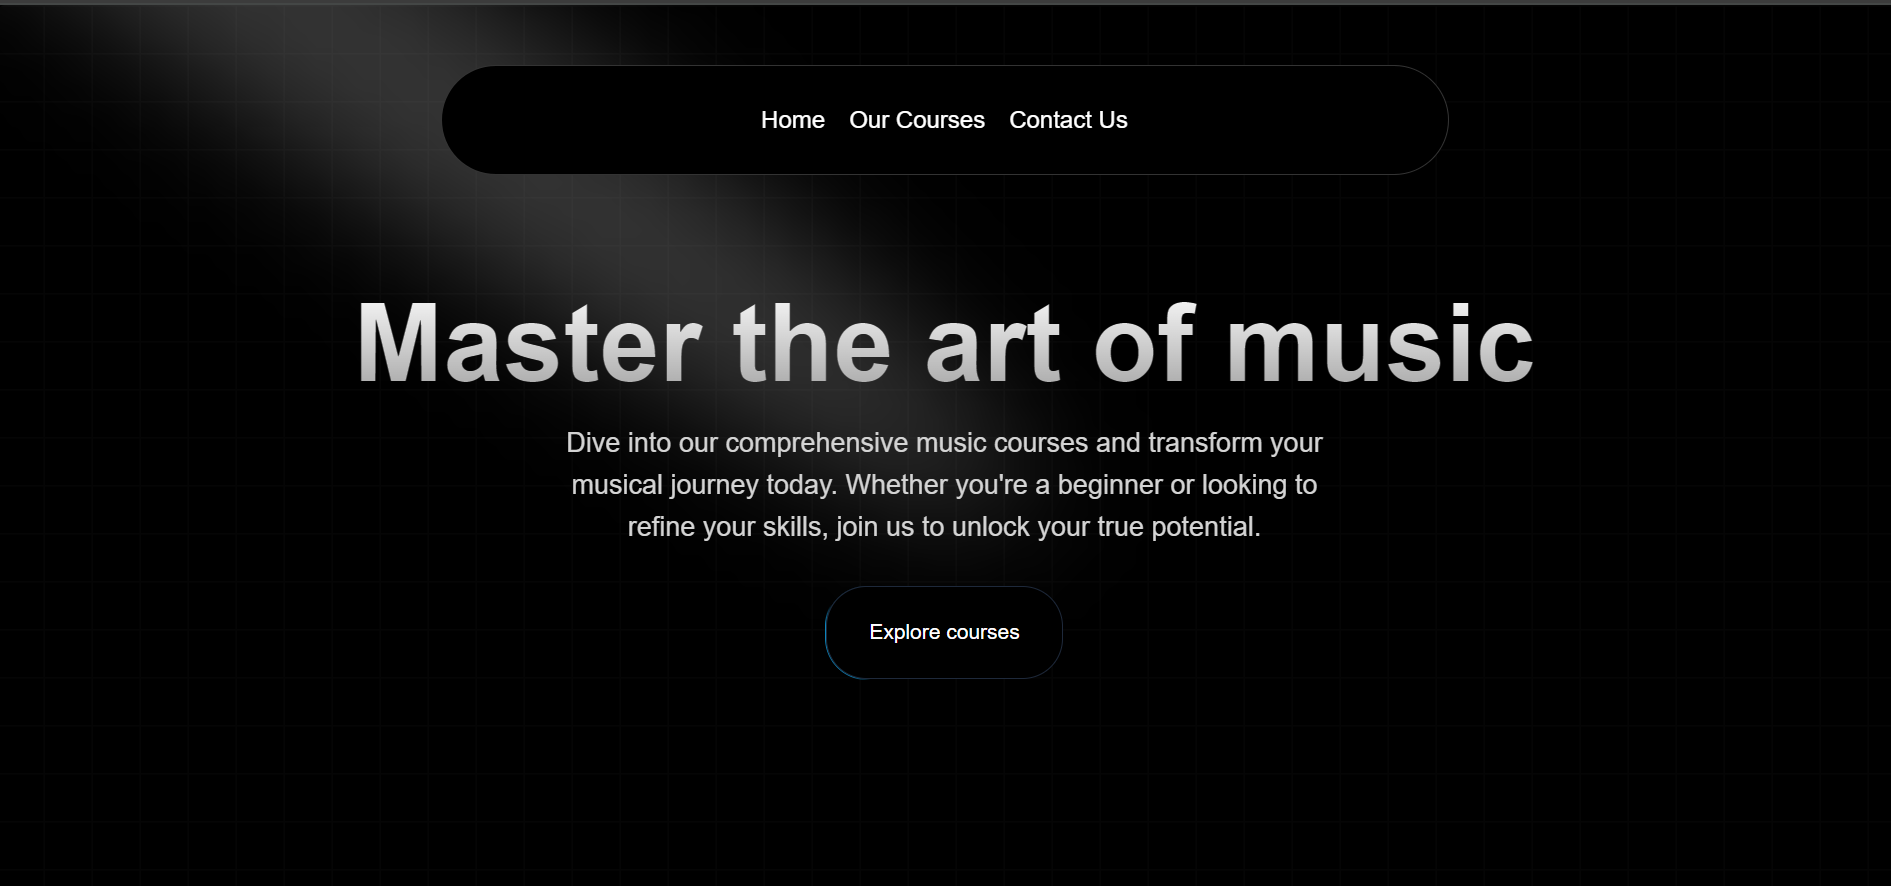 Home Our Courses Contact Us
Master the art of music
Dive into our comprehensive music courses and transform your
musical journey today. Whether you're a beginner or looking to
refine your skills, join us to unlock your true potential.
Explore courses